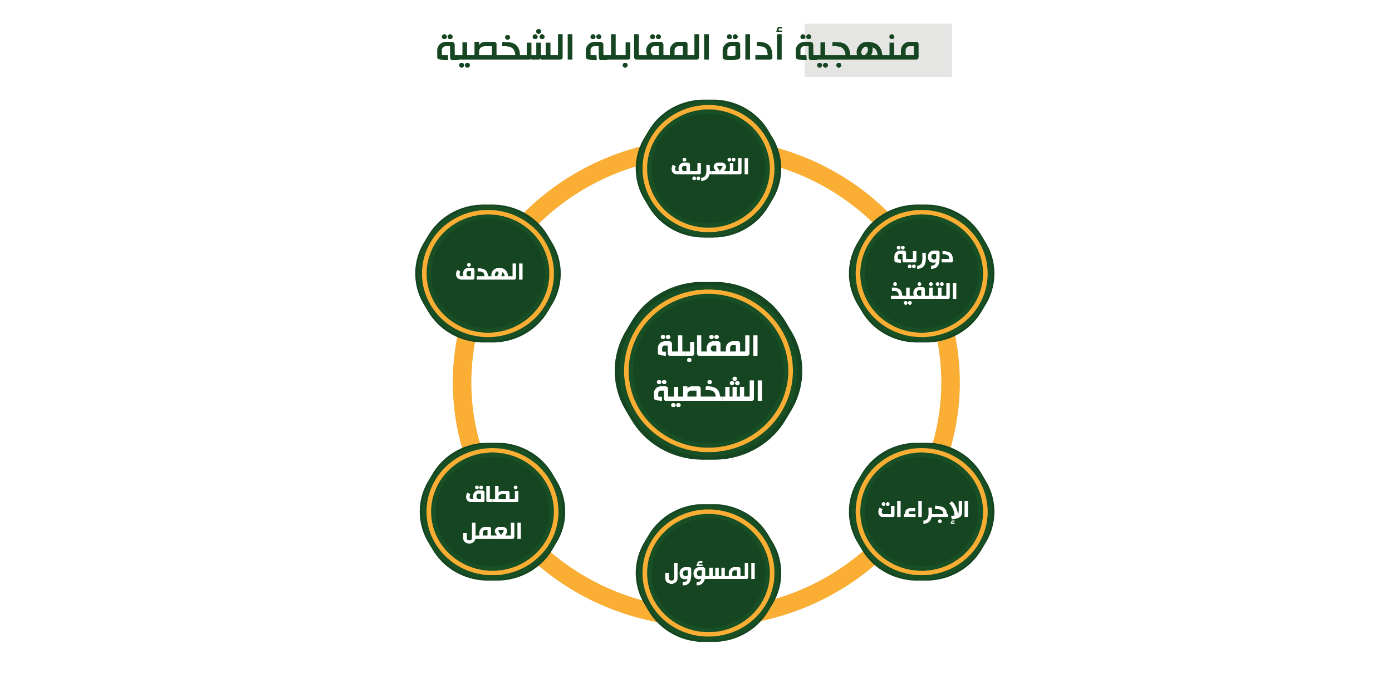 منهجية أداة المقابلة الشخصية
التعريف
الهدف
نطاق
العمل
المسؤول
الإجراءات
دورية
التنفيذ
المقابلة
الشخصية